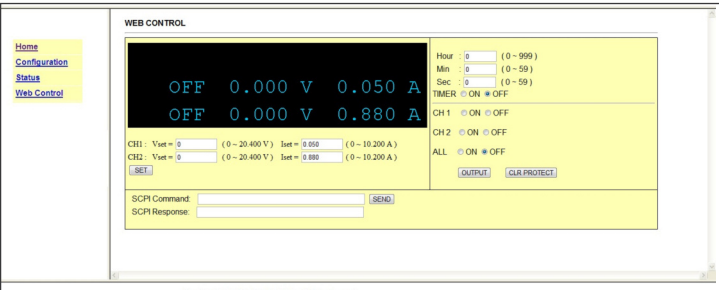 WEB CONTROL
Home
Configuration
Status
Web Control
OFF 0.000 V 0.050 A
OFF 0.000 V 0.880 A
CH1 : Vset = 0 ( 0 ~ 20.400 V ) Iset = 0.050 ( 0 ~ 10.200 A )
CH2 : Vset = 0 ( 0 ~ 20.400 V ) Iset = 0.880 ( 0 ~ 10.200 A )
SET
Hour : 0 ( 0 ~ 999 )
Min : 0 ( 0 ~ 59 )
Sec : 0 ( 0 ~ 59 )
TIMER ON OFF
CH 1 ON OFF
CH 2 ON OFF
ALL ON OFF
OUTPUT CLR PROTECT
SCPI Command: SEND
SCPI Response: